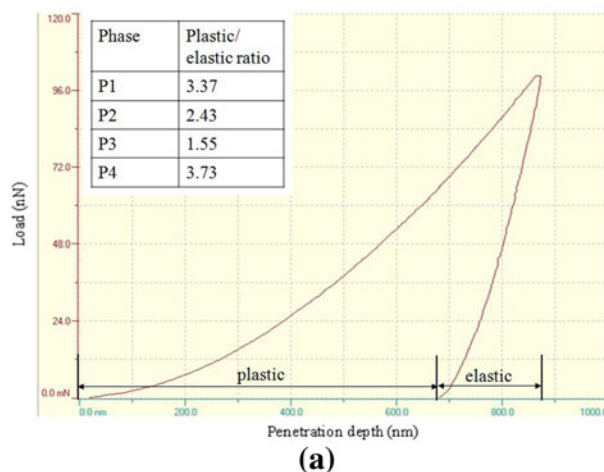 120.0
Phase Plastic/
elastic ratio
P1 3.37
P2 2.43
P3 1.55
P4 3.73
96.0
72.0
48.0
24.0
0.0 mN
Load (nN)
plastic
elastic
0.0 nm 200.0 400.0 600.0 800.0 1000.0
Penetration depth (nm)
(a)